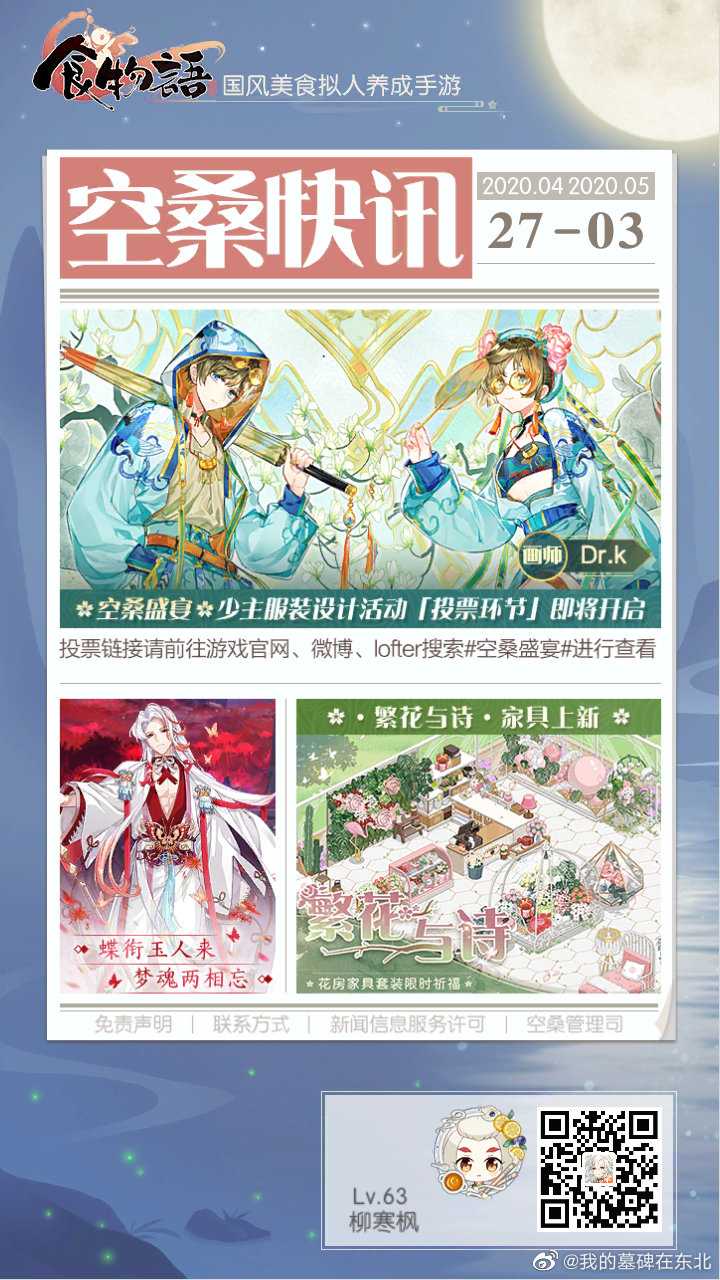 食物語
国风美食拟人养成手游
空桑快讯
2020.04 2020.05
27-03
画师 Dr.k
✿空桑盛宴✿少主服装设计活动「投票环节」即将开启
投票链接请前往游戏官网、微博、lofter搜索#空桑盛宴#进行查看
蝶衔玉人来
梦魂两相忘
✿·繁花与诗·家具上新 ✿
繁花与诗
★花房家具套装限时祈福★
免责声明 | 联系方式 | 新闻信息服务许可 | 空桑管理司
Lv.63
柳寒枫
@我的墓碑在东北